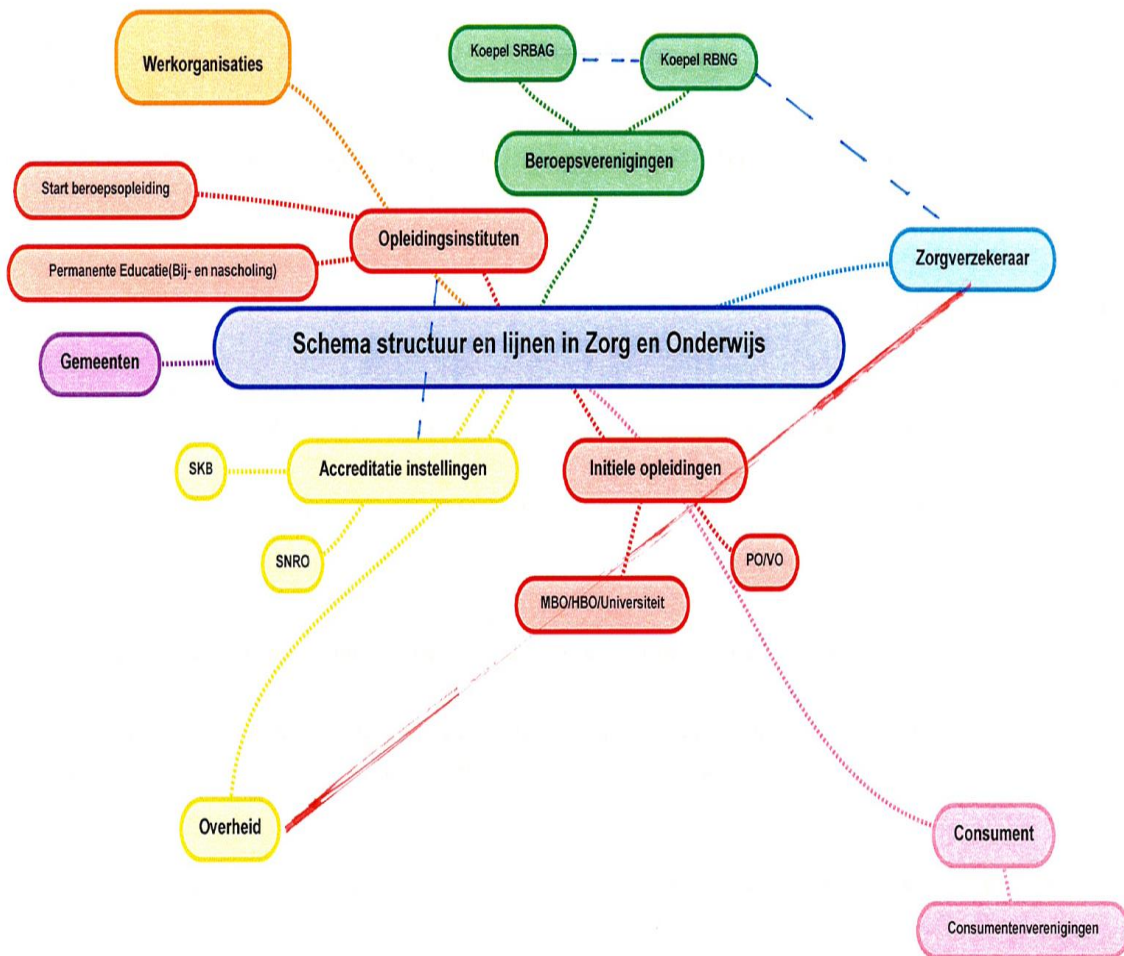 Koepel SRBAG
Koepel RBNG
Werkorganisaties
Beroepsverenigingen
Start beroepsopleiding
Opleidingsinstituten
Permanente Educatie(Bij- en nascholing)
Zorgverzekeraar
Schema structuur en lijnen in Zorg en Onderwijs
Gemeenten
SKB
Accreditatie instellingen
Initiele opleidingen
SNRO
PO/VO
MBO/HBO/Universiteit
Overheid
Consument
Consumentenverenigingen